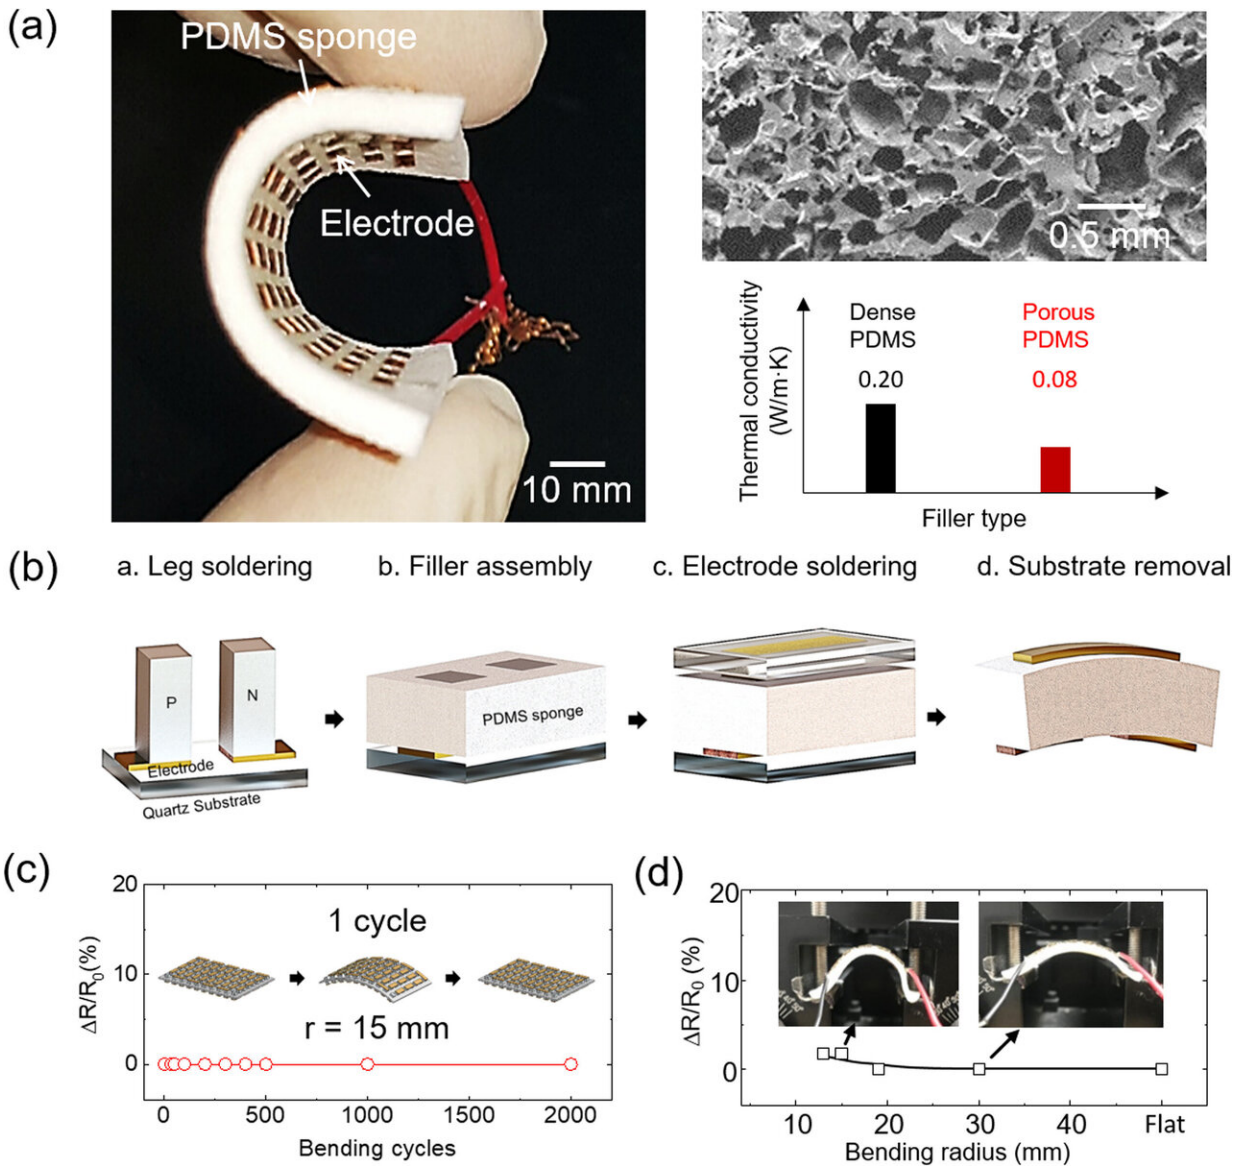 (a)
PDMS sponge
Electrode
10 mm
0.5 mm
Thermal conductivity
(W/m·K)
Dense
PDMS
0.20
Porous
PDMS
0.08
Filler type
(b)
a. Leg soldering
b. Filler assembly
c. Electrode soldering
d. Substrate removal
P
N
Electrode
Quartz Substrate
PDMS sponge
(c)
ΔR/R₀(%)
20
10
0
1 cycle
r = 15 mm
0
500
1000
1500
2000
Bending cycles
(d)
ΔR/R₀ (%)
20
15
10
5
0
10
20
30
40
Flat
Bending radius (mm)